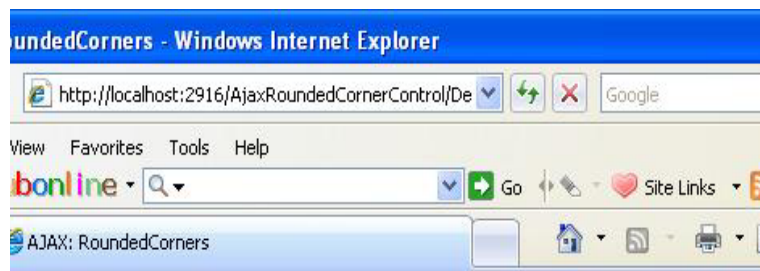 oundedCorners - Windows Internet Explorer
http://localhost:2916/AjaxRoundedCornerControl/De Google
View Favorites Tools Help
bonline Go Site Links
AJAX: RoundedCorners